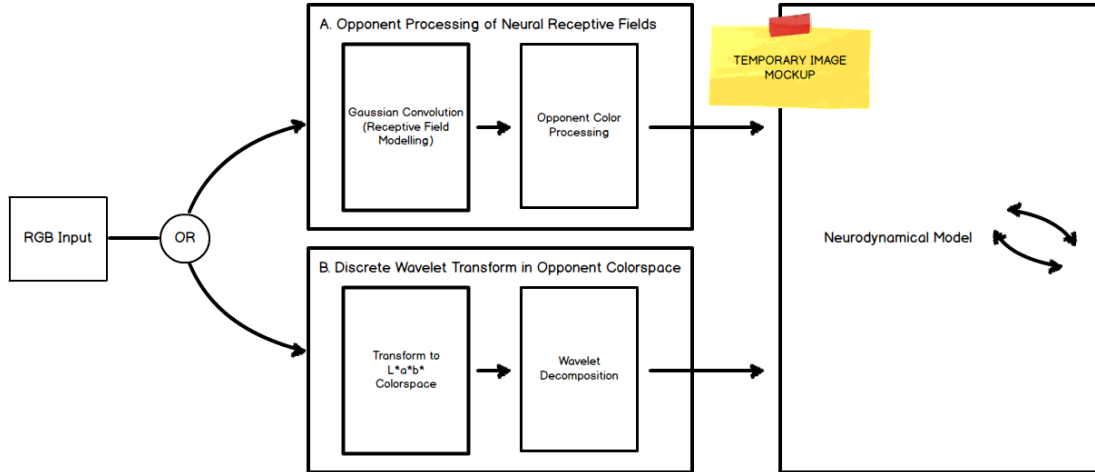 A. Opponent Processing of Neural Receptive Fields
Gaussian Convolution
(Receptive Field
Modelling)
Opponent Color
Processing
TEMPORARY IMAGE
MOCKUP
RGB Input
OR
Neurodynamical Model
B. Discrete Wavelet Transform in Opponent Colorspace
Transform to
L*a*b*
Colorspace
Wavelet
Decomposition